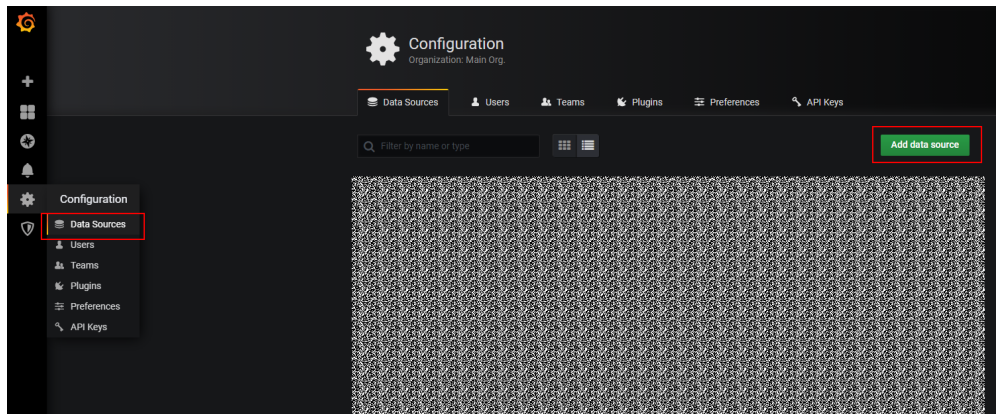 Configuration
Organization: Main Org.
Data Sources Users Teams Plugins Preferences API Keys
Filter by name or type
Add data source
Configuration
Data Sources
Users
Teams
Plugins
Preferences
API Keys